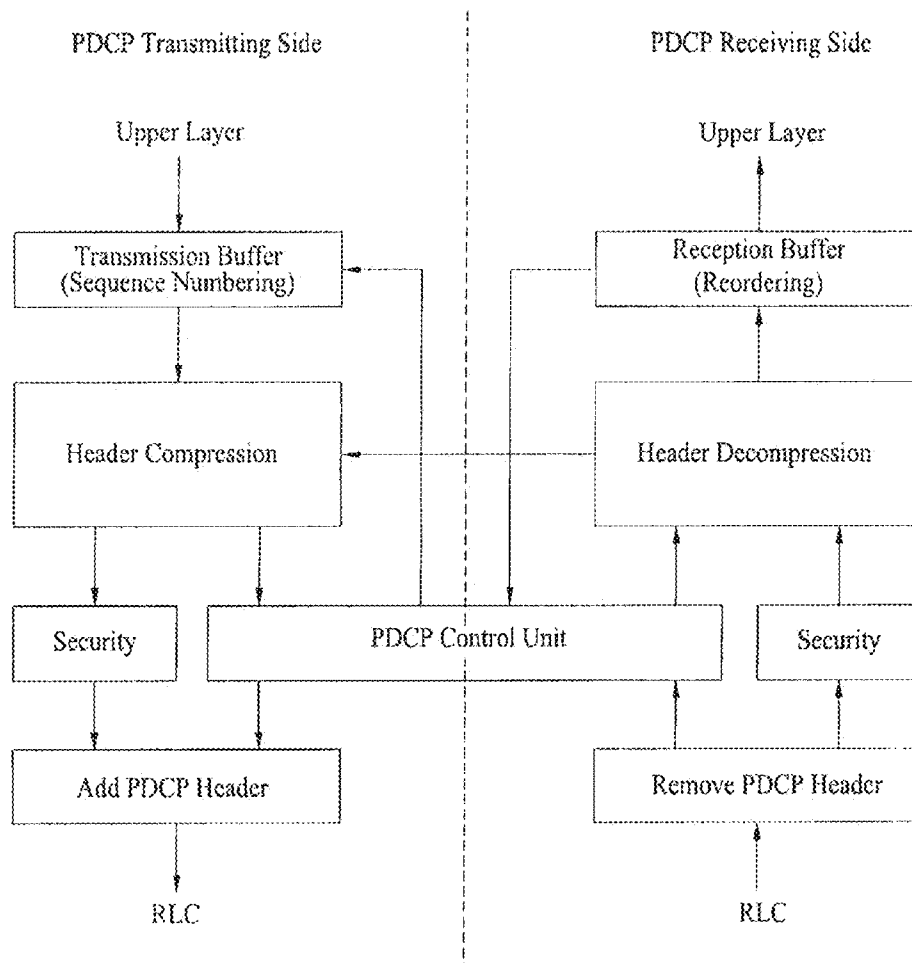 PDCP Transmitting Side
PDCP Receiving Side
Upper Layer
Upper Layer
Transmission Buffer
(Sequence Numbering)
Reception Buffer
(Reordering)
Header Compression
Header Decompression
Security
PDCP Control Unit
Security
Add PDCP Header
Remove PDCP Header
RLC
RLC